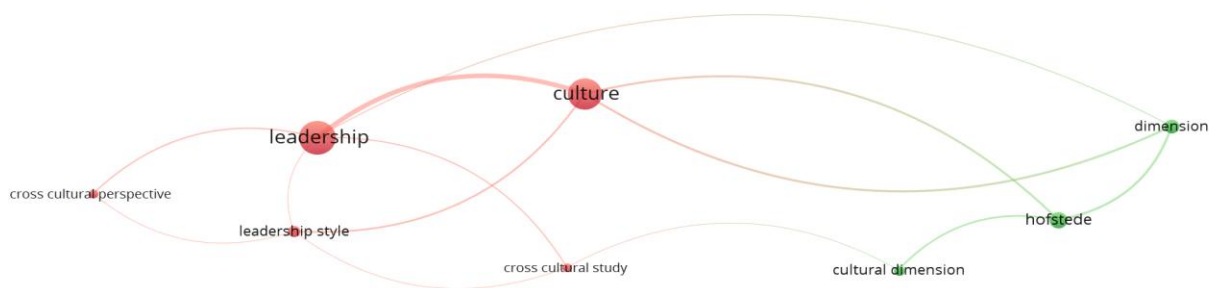 culture
dimension
leadership
cross cultural perspective
hofstede
leadership style
cross cultural study
cultural dimension